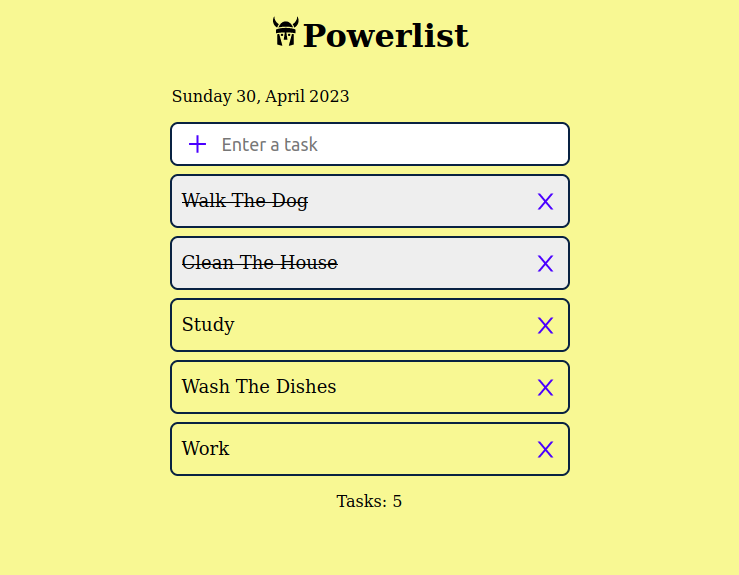 Powerlist
Sunday 30, April 2023
+ Enter a task
Walk The Dog X
Clean The House X
Study X
Wash The Dishes X
Work X
Tasks: 5